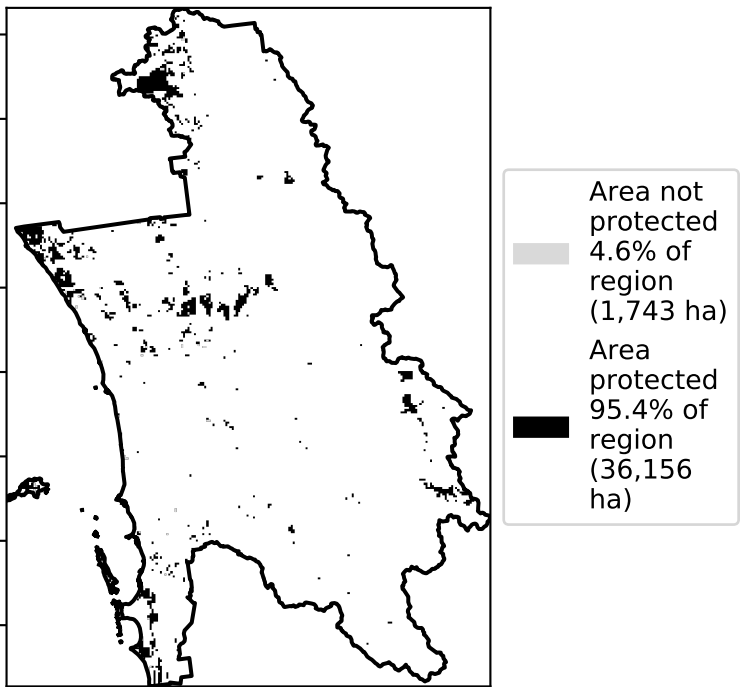 Area not
protected
4.6% of
region
(1,743 ha)
Area
protected
95.4% of
region
(36,156
ha)